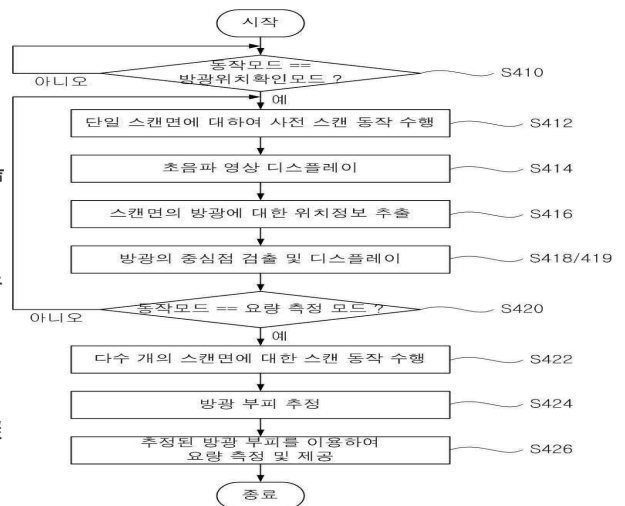 시작
동작모드 ==
방광위치확인모드 ?
S410
아니오
예
단일 스캔면에 대하여 사전 스캔 동작 수행
S412
초음파 영상 디스플레이
S414
스캔면의 방광에 대한 위치정보 추출
S416
방광의 중심점 검출 및 디스플레이
S418/419
동작모드 == 요량 측정 모드 ?
S420
아니오
예
다수 개의 스캔면에 대한 스캔 동작 수행
S422
방광 부피 추정
S424
추정된 방광 부피를 이용하여
요량 측정 및 제공
S426
종료